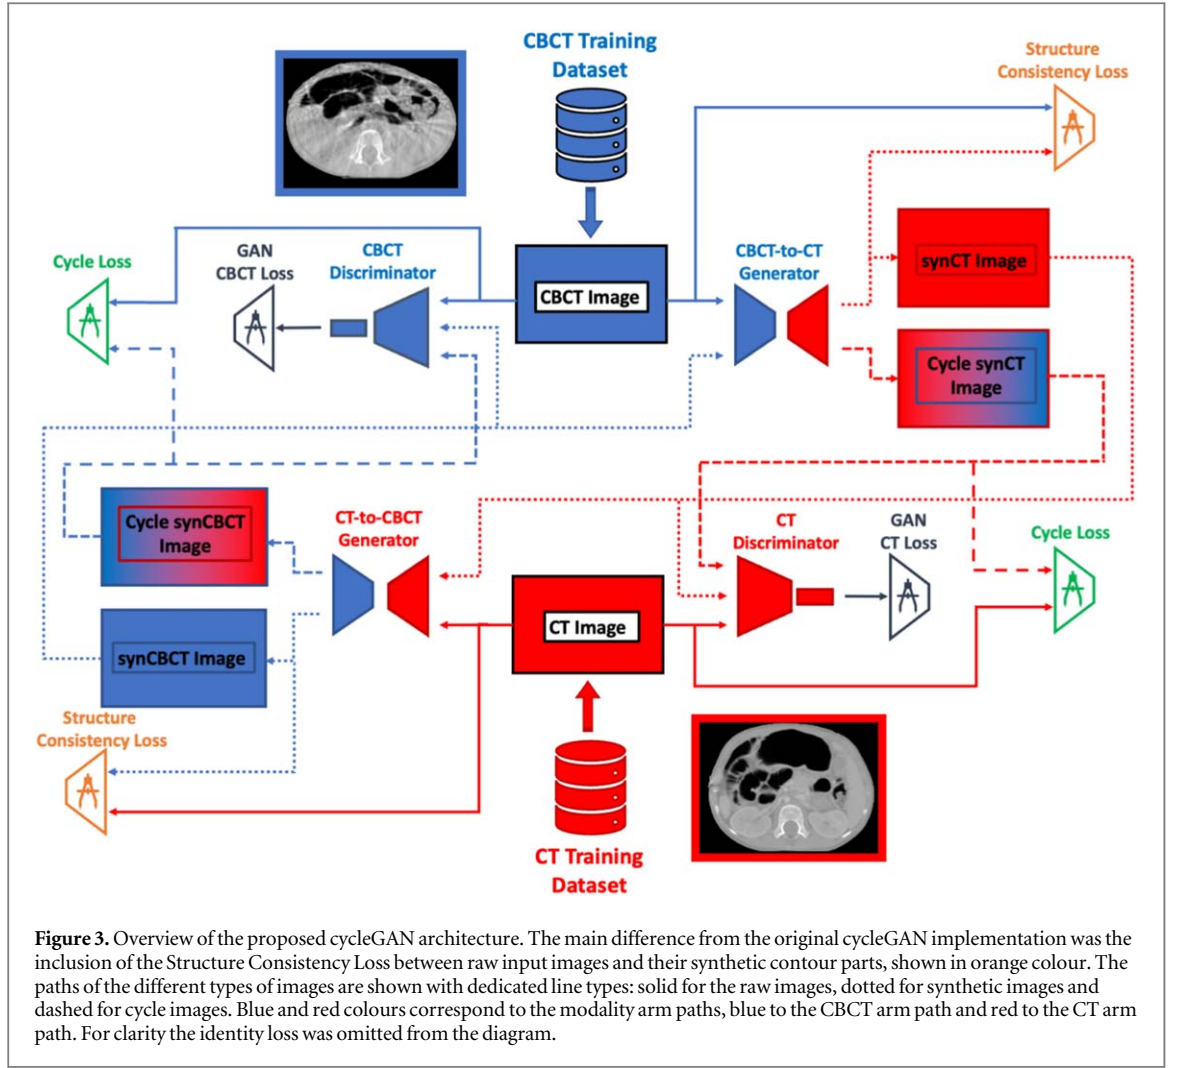 CBCT Training
Dataset
Structure
Consistency Loss
Cycle Loss
GAN
CBCT Loss
CBCT
Discriminator
CBCT Image
CBCT-to-CT
Generator
synCT Image
Cycle synCT
Image
Cycle synCBCT
Image
CT-to-CBCT
Generator
CT
Discriminator
GAN
CT Loss
Cycle Loss
CT Image
synCBCT Image
Structure
Consistency Loss
CT Training
Dataset
Figure 3. Overview of the proposed cycleGAN architecture. The main difference from the original cycleGAN implementation was the
inclusion of the Structure Consistency Loss between raw input images and their synthetic contour parts, shown in orange colour. The
paths of the different types of images are shown with dedicated line types: solid for the raw images, dotted for synthetic images and
dashed for cycle images. Blue and red colours correspond to the modality arm paths, blue to the CBCT arm path and red to the CT arm
path. For clarity the identity loss was omitted from the diagram.